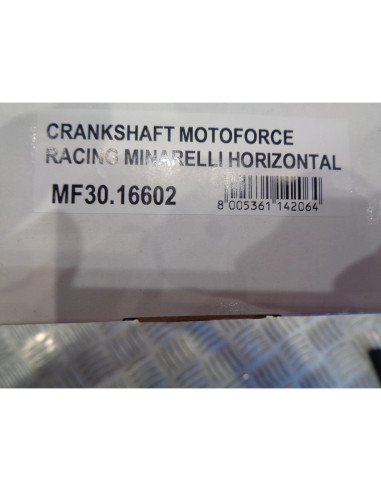 CRANKSHAFT MOTOFORCE
RACING MINARELLI HORIZONTAL
MF30.16602
8 005361 142064